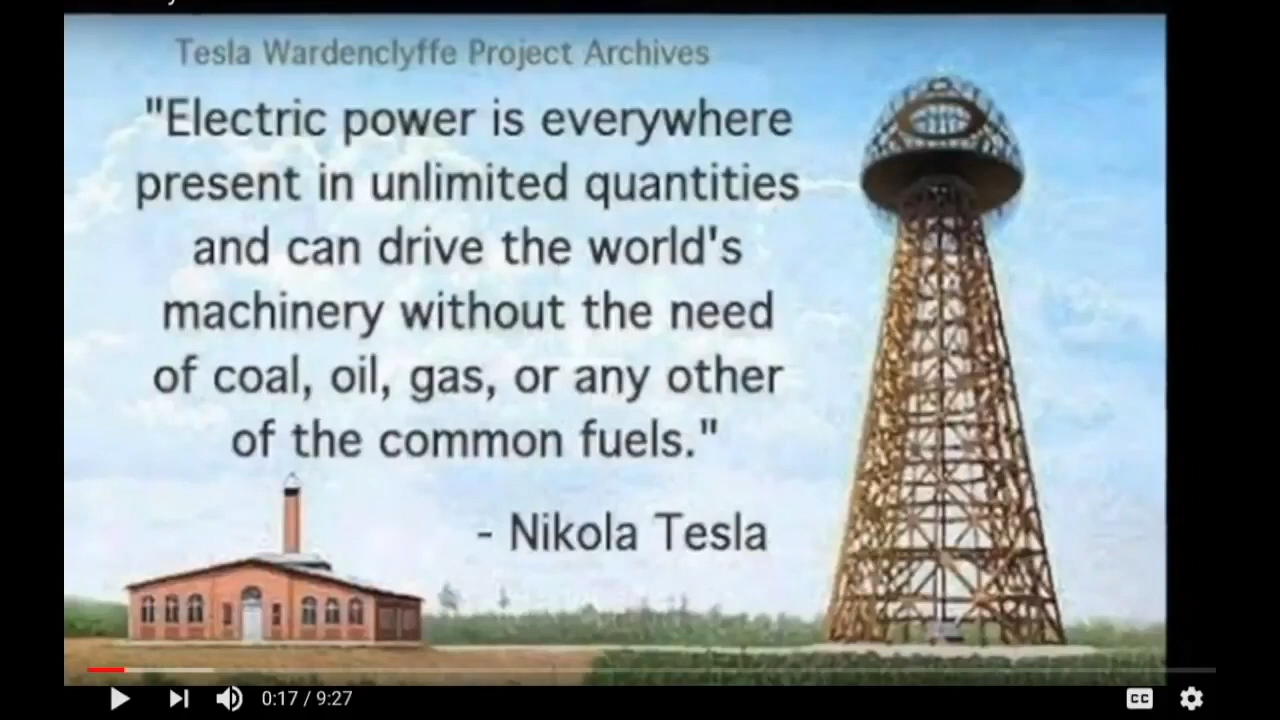 Tesla Wardenclyffe Project Archives
"Electric power is everywhere
present in unlimited quantities
and can drive the world's
machinery without the need
of coal, oil, gas, or any other
of the common fuels."
- Nikola Tesla
0:17 / 9:27
CC